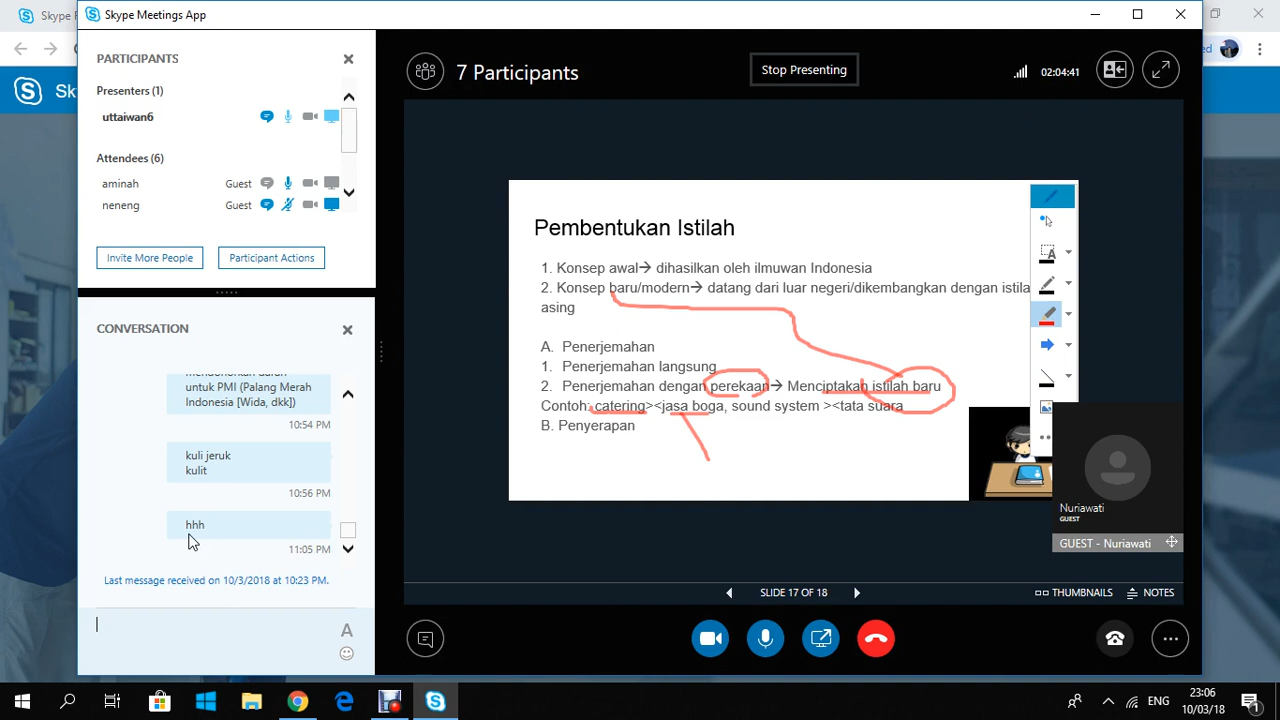 Skype
Skype Meetings App
ed
Sky
PARTICIPANTS
Presenters (1)
uttaiwan6
Attendees (6)
aminah Guest
neneng Guest
Invite More People
Participant Actions
CONVERSATION
untuk PMI (Palang Merah
Indonesia [Wida, dkk])
10:54 PM
kuli jeruk
kulit
10:56 PM
hhh
11:05 PM
Last message received on 10/3/2018 at 10:23 PM.
A
7 Participants
Stop Presenting
02:04:41
Pembentukan Istilah
1. Konsep awal→ dihasilkan oleh ilmuwan Indonesia
2. Konsep baru/modern→ datang dari luar negeri/dikembangkan dengan istila
asing
A. Penerjemahan
1. Penerjemahan langsung
2. Penerjemahan dengan perekaan→ Menciptakan istilah baru
Contoh: catering><jasa boga, sound system ><tata suara
B. Penyerapan
A
Nuriawati
GUEST
GUEST - Nuriawati
SLIDE 17 OF 18
THUMBNAILS
NOTES
ENG
23:06
10/03/18
1